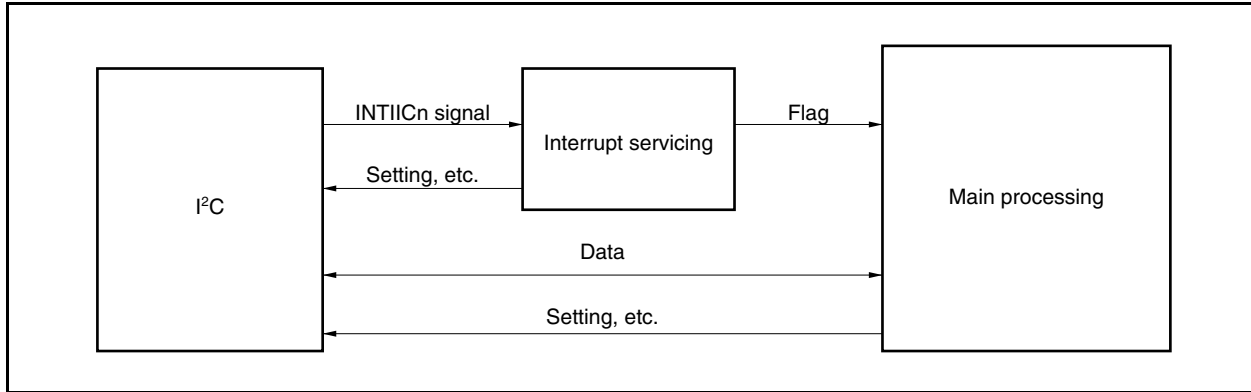 INTIICn signal
Flag
Interrupt servicing
Setting, etc.
I²C
Main processing
Data
Setting, etc.